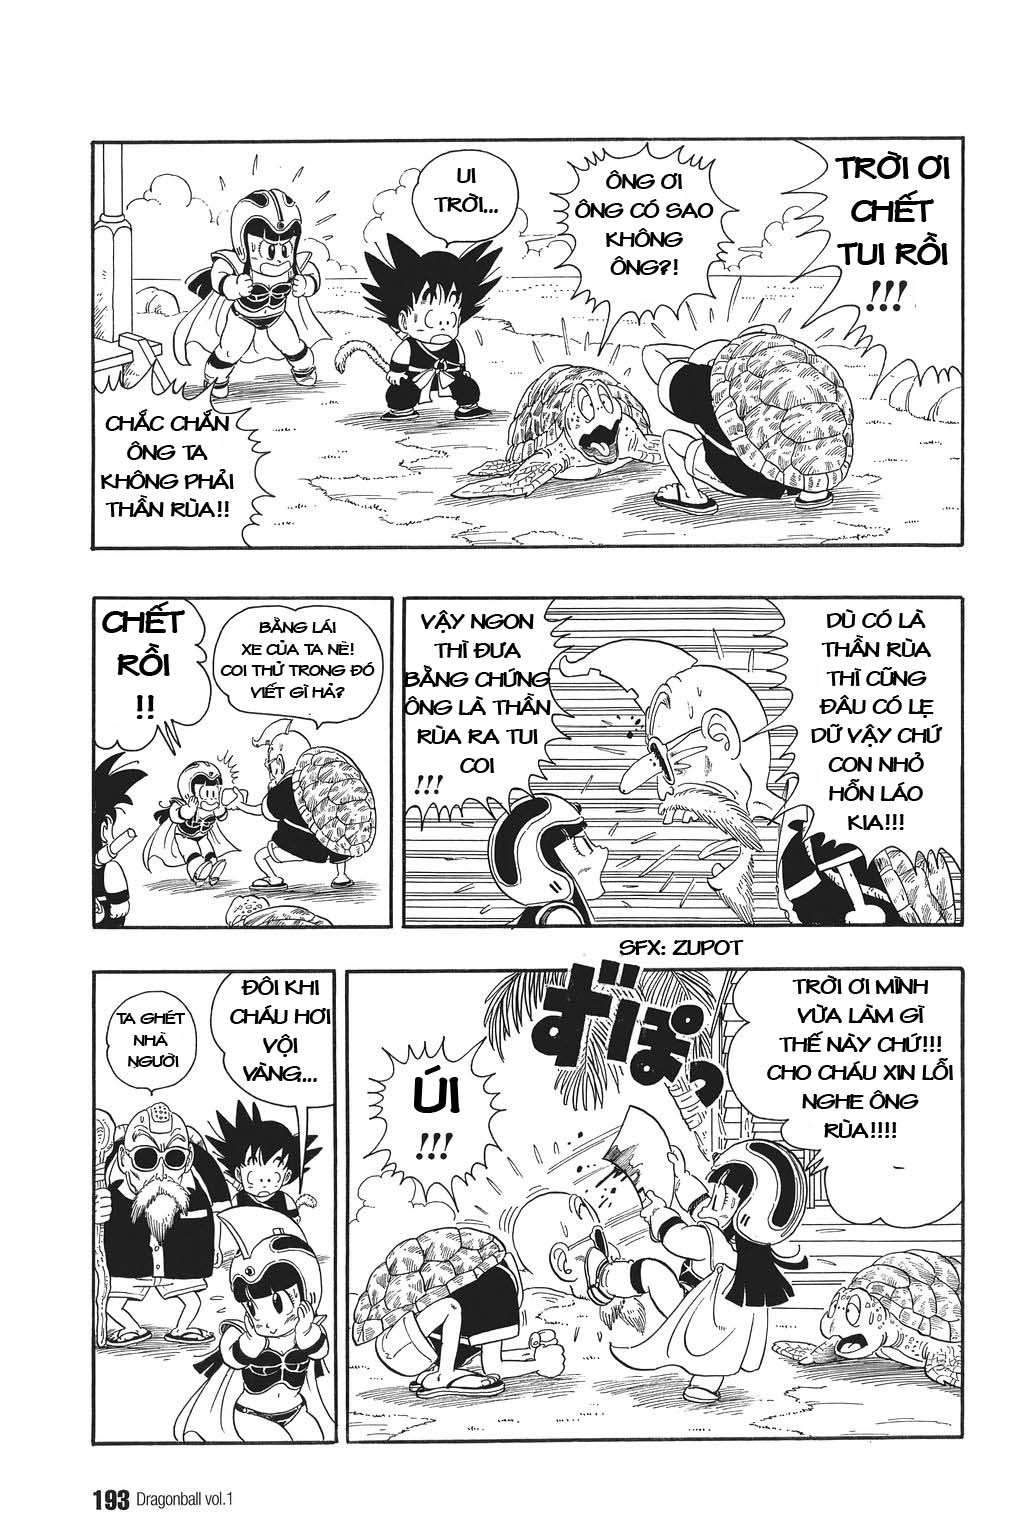 TRỜI ƠI
CHẾT
TUI RỒI
!!!
ÔNG ƠI
ÔNG CÓ SAO
KHÔNG
ÔNG?!
UI
TRỜI...
CHẮC CHẮN
ÔNG TA
KHÔNG PHẢI
THẦN RÙA!!
DÙ CÓ LÀ
THẦN RÙA
THÌ CŨNG
ĐÂU CÓ LẸ
DỮ VẬY CHỨ
CON NHỎ
HỖN LÁO
KIA!!!
VẬY NGON
THÌ ĐƯA
BẰNG CHỨNG
ÔNG LÀ THẦN
RÙA RA TUI
COI
!!!
BẰNG LÁI
XE CỦA TA NÈ!
COI THỬ TRONG ĐÓ
VIẾT GÌ HẢ?
CHẾT
RỒI
!!
SFX: ZUPOT
ずぽっ
TRỜI ƠI MÌNH
VỪA LÀM GÌ
THẾ NÀY CHỨ!!!
CHO CHÁU XIN LỖI
NGHE ÔNG
RÙA!!!!
ÚI
!!!
ĐÔI KHI
CHÁU HƠI
VỘI
VÀNG...
TA GHÉT
NHÀ
NGƯỜI
193 Dragonball vol.1